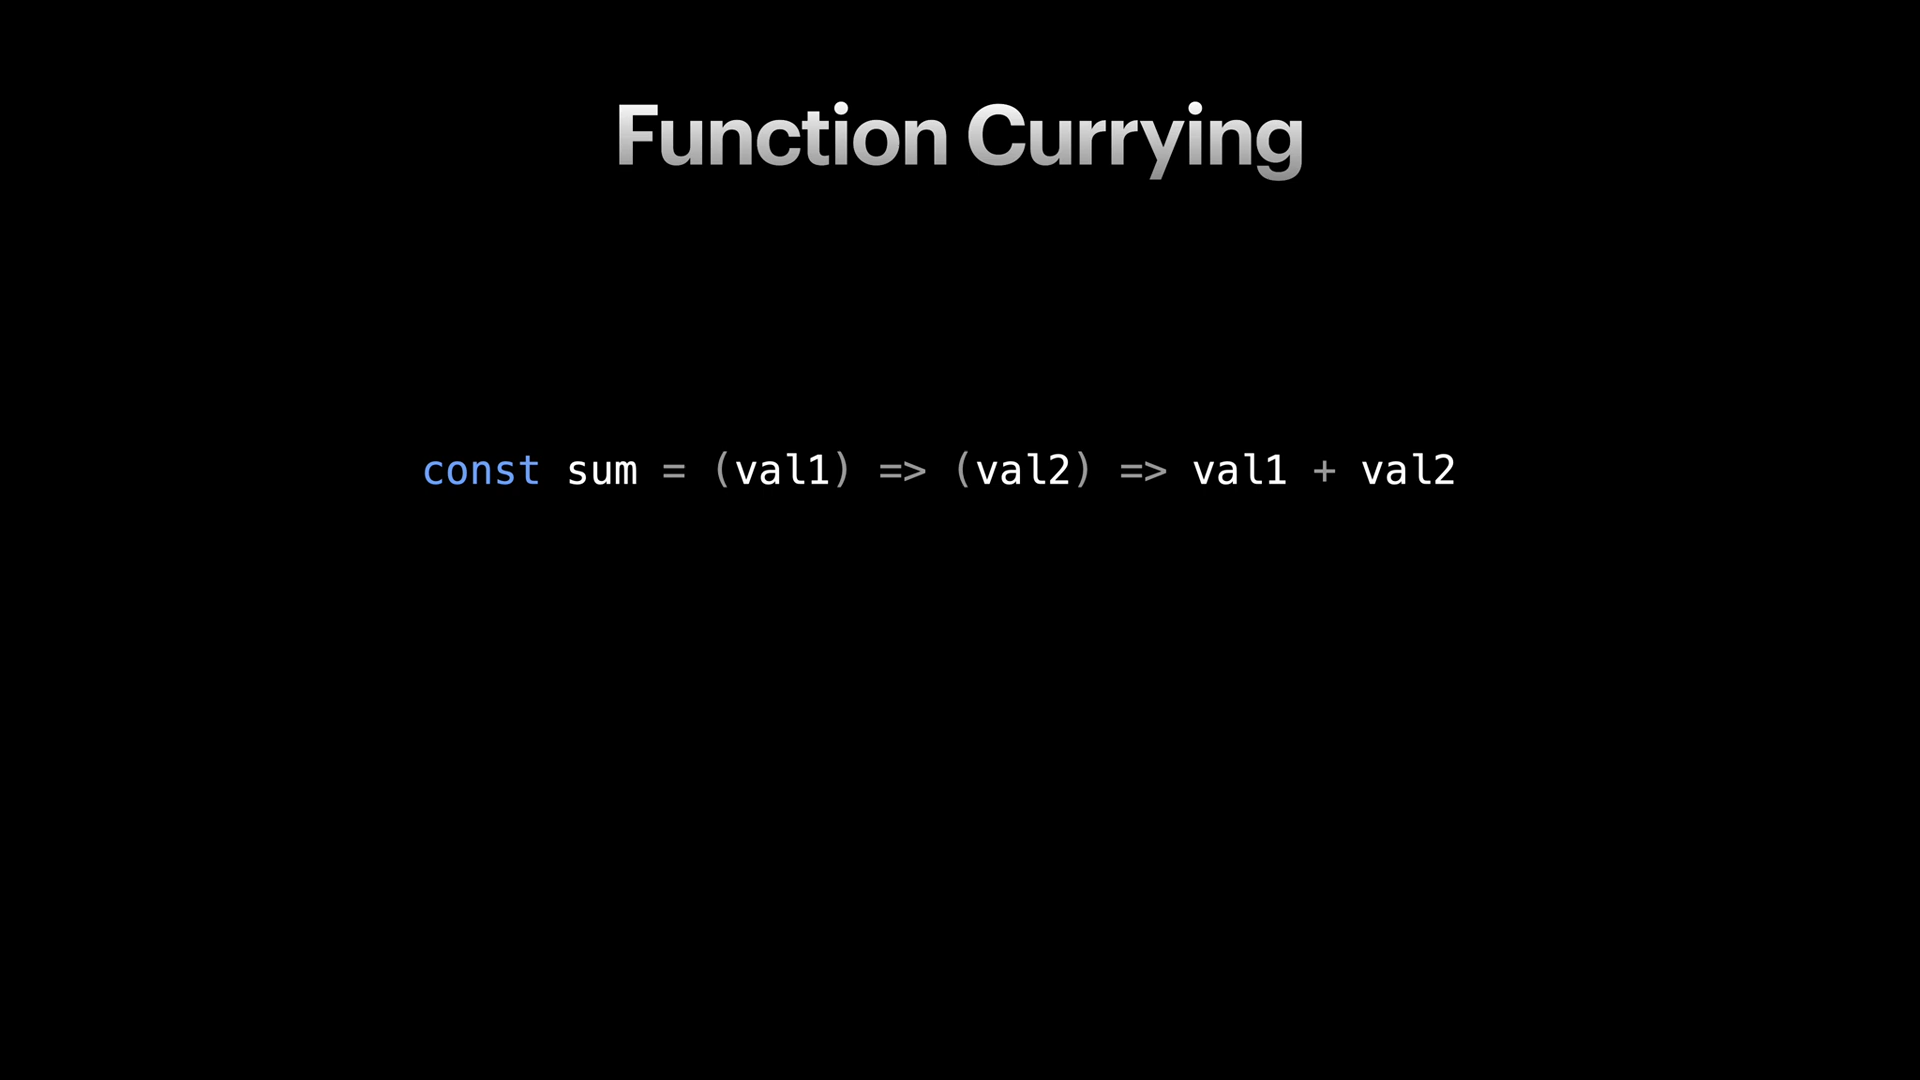 Function Currying
const sum = (val1) => (val2) => val1 + val2